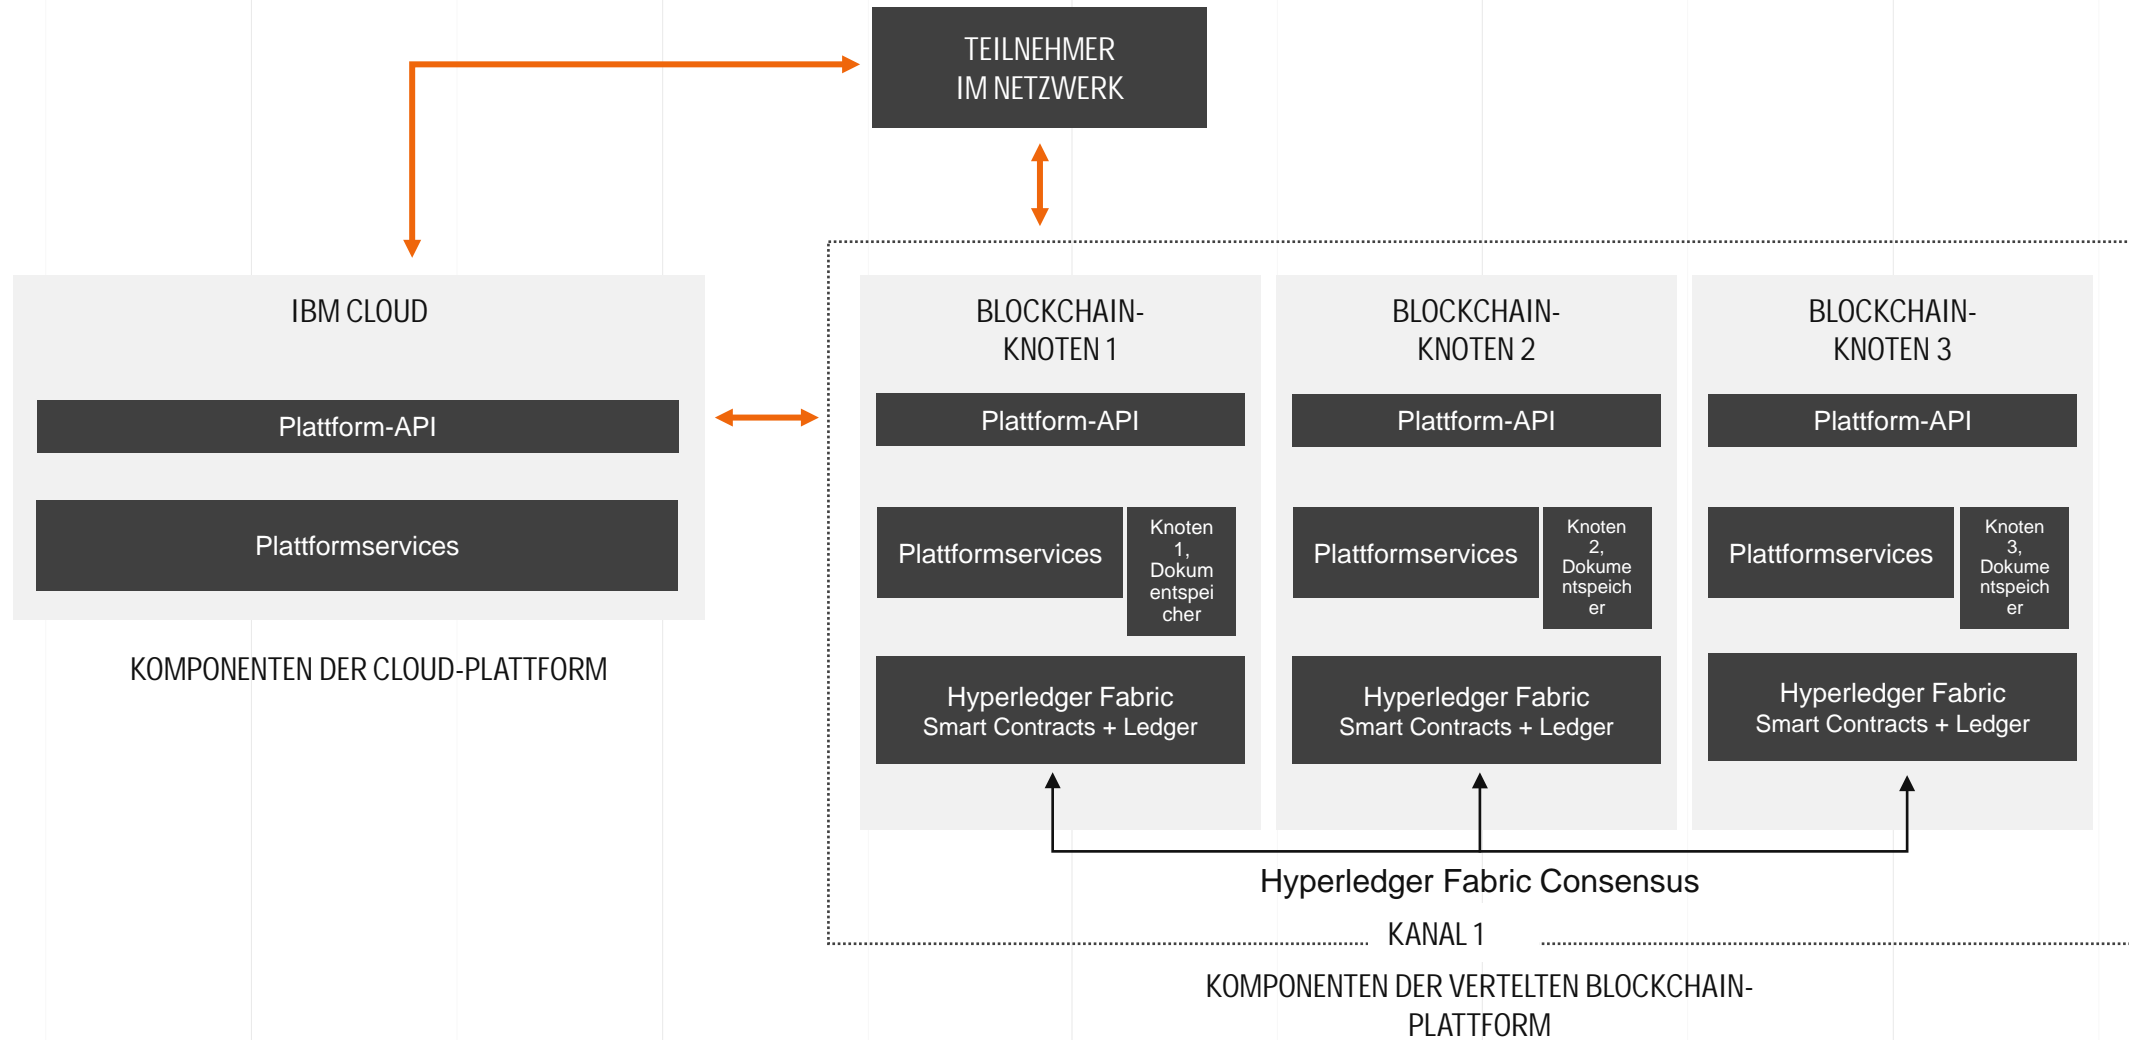 TEILNEHMER
IM NETZWERK
IBM CLOUD
Plattform-API
Plattformservices
KOMPONENTEN DER CLOUD-PLATTFORM
BLOCKCHAIN-
KNOTEN 1
Plattform-API
Plattformservices
Knoten
1,
Dokum
entspei
cher
Hyperledger Fabric
Smart Contracts + Ledger
BLOCKCHAIN-
KNOTEN 2
Plattform-API
Plattformservices
Knoten
2,
Dokume
ntspeich
er
Hyperledger Fabric
Smart Contracts + Ledger
BLOCKCHAIN-
KNOTEN 3
Plattform-API
Plattformservices
Knoten
3,
Dokume
ntspeich
er
Hyperledger Fabric
Smart Contracts + Ledger
Hyperledger Fabric Consensus
KANAL 1
KOMPONENTEN DER VERTELTEN BLOCKCHAIN-
PLATTFORM